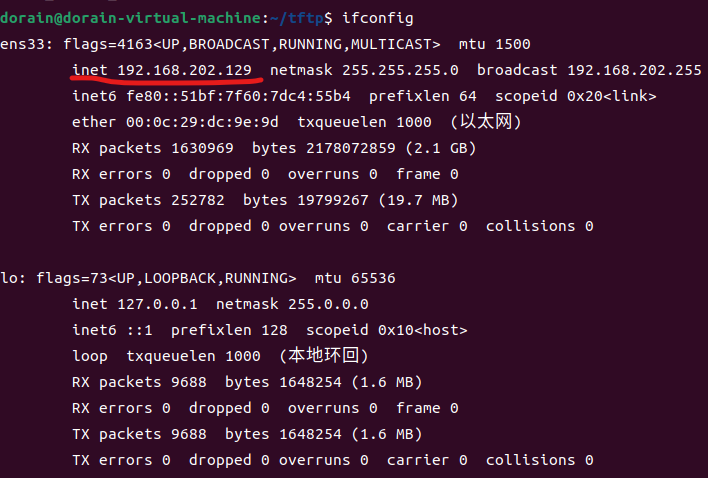 dorain@dorain-virtual-machine:~/tftp$ ifconfig
ens33: flags=4163<UP,BROADCAST,RUNNING,MULTICAST>  mtu 1500
        inet 192.168.202.129  netmask 255.255.255.0  broadcast 192.168.202.255
        inet6 fe80::51bf:7f60:7dc4:55b4  prefixlen 64  scopeid 0x20<link>
        ether 00:0c:29:dc:9e:9d  txqueuelen 1000  (以太网)
        RX packets 1630969  bytes 2178072859 (2.1 GB)
        RX errors 0  dropped 0  overruns 0  frame 0
        TX packets 252782  bytes 19799267 (19.7 MB)
        TX errors 0  dropped 0 overruns 0  carrier 0  collisions 0

lo: flags=73<UP,LOOPBACK,RUNNING>  mtu 65536
        inet 127.0.0.1  netmask 255.0.0.0
        inet6 ::1  prefixlen 128  scopeid 0x10<host>
        loop  txqueuelen 1000  (本地环回)
        RX packets 9688  bytes 1648254 (1.6 MB)
        RX errors 0  dropped 0  overruns 0  frame 0
        TX packets 9688  bytes 1648254 (1.6 MB)
        TX errors 0  dropped 0 overruns 0  carrier 0  collisions 0